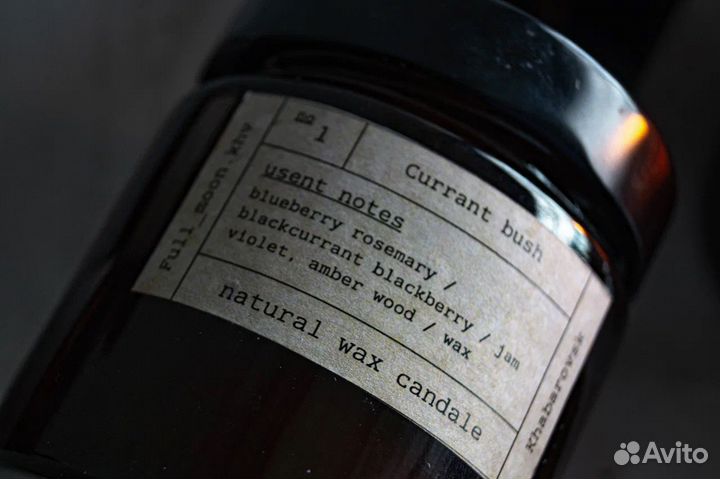 Full_moon.khv
№
1
Currant bush
usent notes
blueberry rosemary /
blackcurrant blackberry / jam
violet, amber wood / wax
natural wax candale
Khabarovsk
Avito